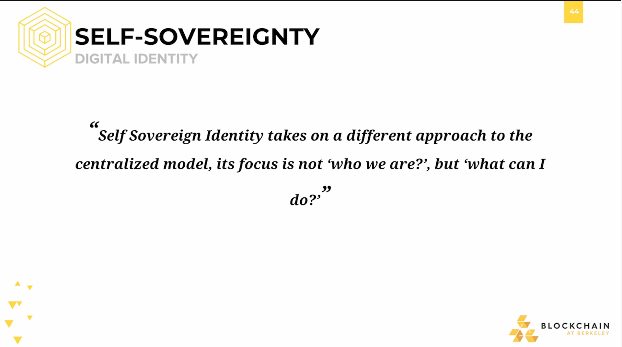 44
SELF-SOVEREIGNTY
DIGITAL IDENTITY
“Self Sovereign Identity takes on a different approach to the
centralized model, its focus is not ‘who we are?’, but ‘what can I
do?’”
BLOCKCHAIN
AT BERKELEY